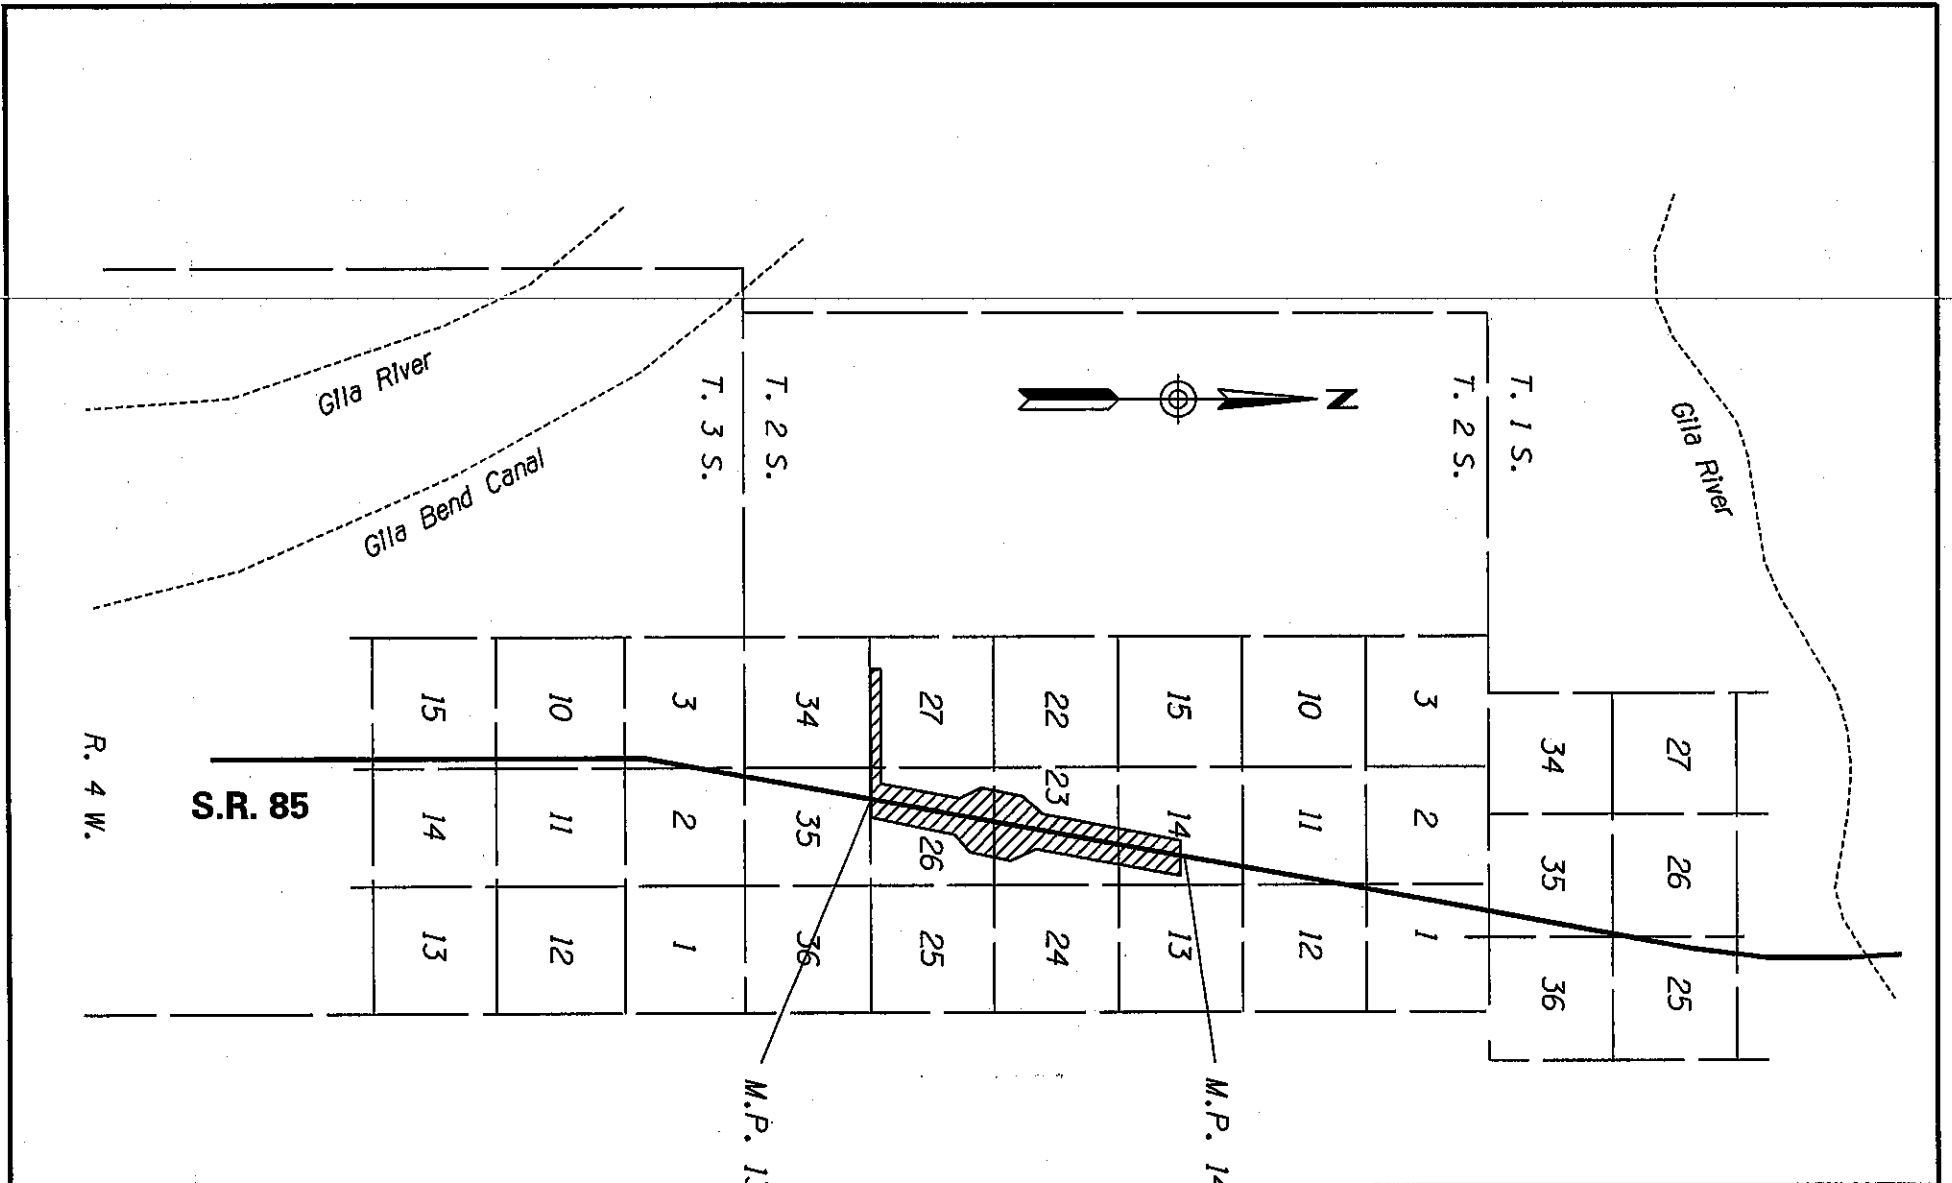 Gila River
Gila Bend Canal
T. 3 S.
T. 2 S.
N
T. 2 S.
T. 1 S.
Gila River
15 10 3 34 27 22 15 10 3
34 27
14 11 2 35 26 23 14 11 2
35 26
13 12 1 36 25 24 13 12 1
36 25
R. 4 W.
S.R. 85
M.P.
M.P.